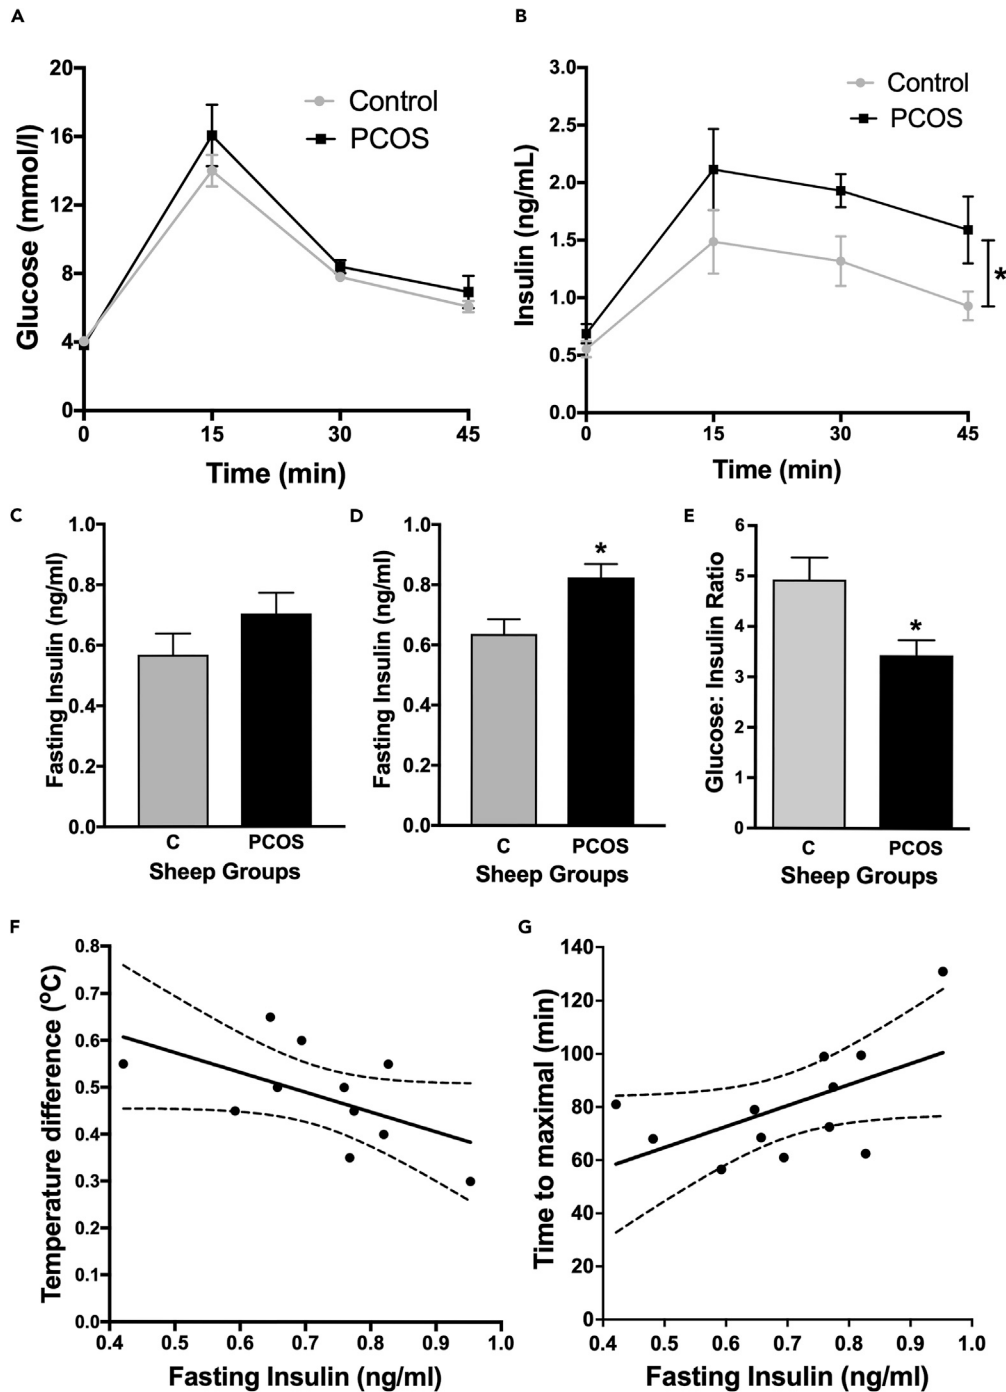 A
20
16
12
8
4
0
Glucose (mmol/l)
Control
PCOS
0 15 30 45
Time (min)
B
3.0
2.5
2.0
1.5
1.0
0.5
0.0
Insulin (ng/mL)
Control
PCOS
*
0 15 30 45
Time (min)
C
1.0
0.8
0.6
0.4
0.2
0.0
Fasting Insulin (ng/ml)
C PCOS
Sheep Groups
D
1.0
0.8
0.6
0.4
0.2
0.0
Fasting Insulin (ng/ml)
*
C PCOS
Sheep Groups
E
6
5
4
3
2
1
0
Glucose: Insulin Ratio
*
C PCOS
Sheep Groups
F
0.8
0.7
0.6
0.5
0.4
0.3
0.2
0.1
0.0
Temperature difference (ºC)
0.4 0.5 0.6 0.7 0.8 0.9 1.0
Fasting Insulin (ng/ml)
G
140
120
100
80
60
40
20
0
Time to maximal (min)
0.4 0.5 0.6 0.7 0.8 0.9 1.0
Fasting Insulin (ng/ml)